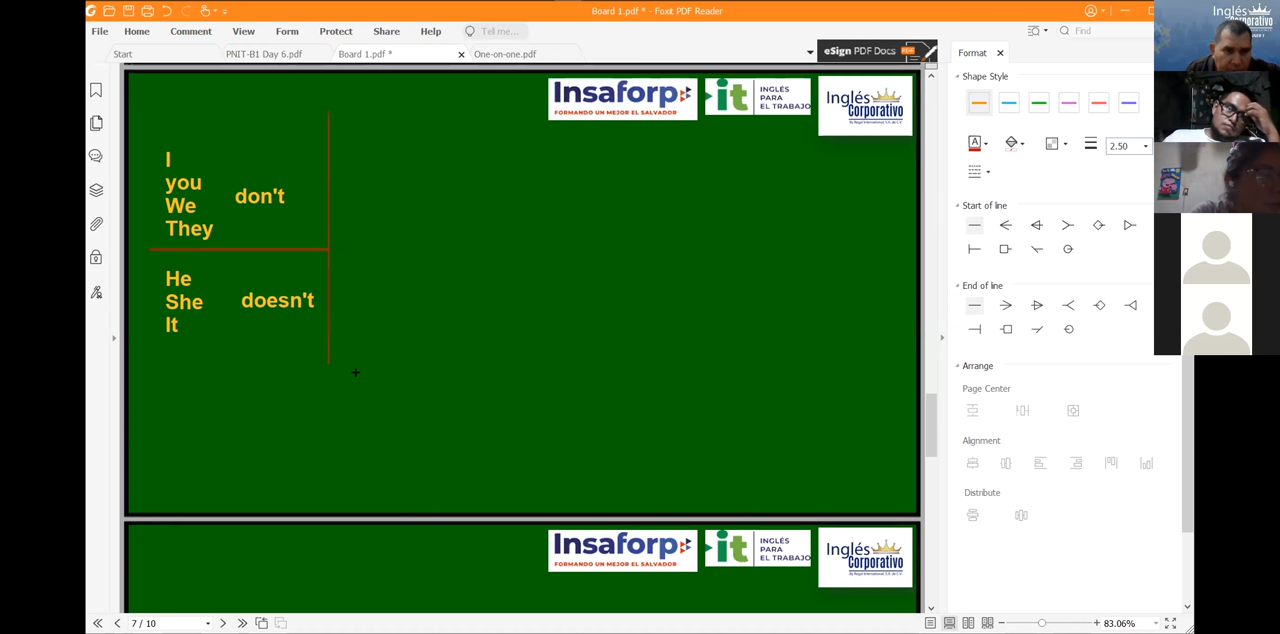 Board 1.pdf * - Foxit PDF Reader
File Home Comment View Form Protect Share Help Tell me... Find
Start PNIT-B1 Day 6.pdf Board 1.pdf * One-on-one.pdf eSign PDF Docs
Format
Shape Style
2.50
Start of line
End of line
Arrange
Page Center
Alignment
Distribute
Insaforp
FORMANDO UN MEJOR EL SALVADOR
it INGLÉS PARA EL TRABAJO
Inglés Corporativo
I
you
We
They
don't
He
She
It
doesn't
Insaforp
FORMANDO UN MEJOR EL SALVADOR
it INGLÉS PARA EL TRABAJO
Inglés Corporativo
7 / 10
83.06%
Inglés
Corporativo